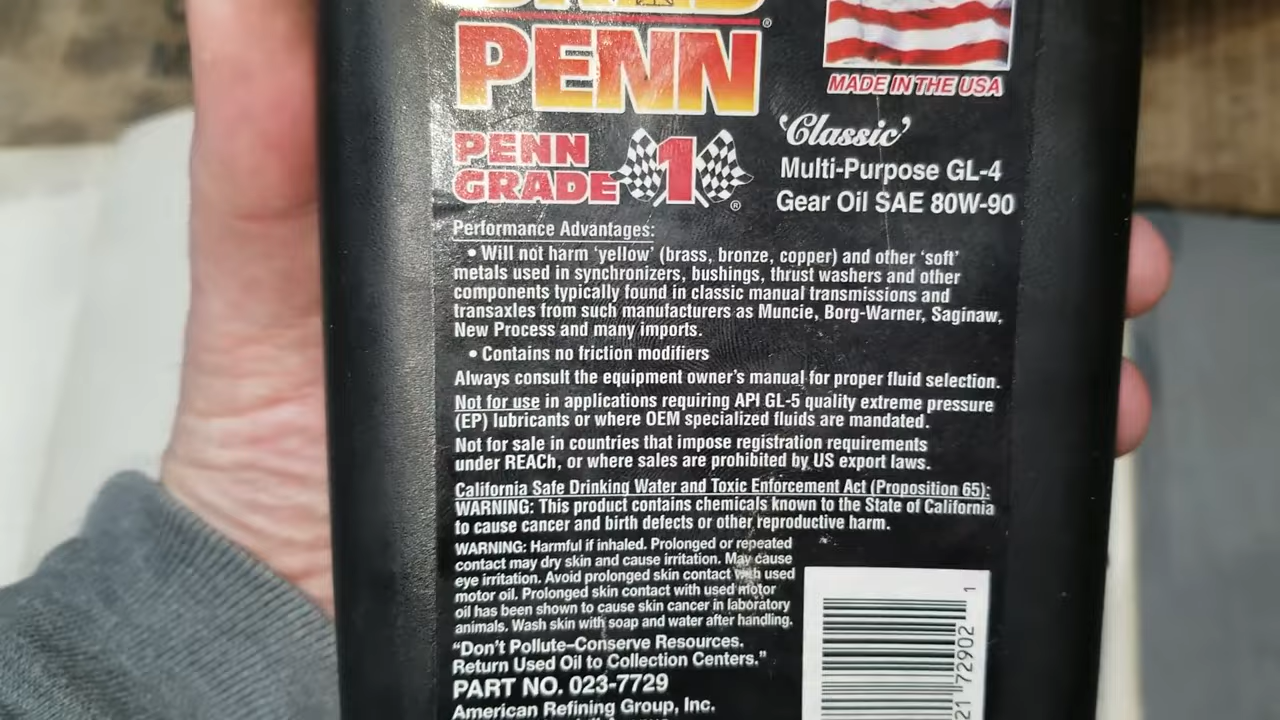 PENN
®
MADE IN THE USA
PENN
GRADE 1 ®
'Classic'
Multi-Purpose GL-4
Gear Oil SAE 80W-90
Performance Advantages:
• Will not harm 'yellow' (brass, bronze, copper) and other 'soft'
metals used in synchronizers, bushings, thrust washers and other
components typically found in classic manual transmissions and
transaxles from such manufacturers as Muncie, Borg-Warner, Saginaw,
New Process and many imports.
• Contains no friction modifiers
Always consult the equipment owner's manual for proper fluid selection.
Not for use in applications requiring API GL-5 quality extreme pressure
(EP) lubricants or where OEM specialized fluids are mandated.
Not for sale in countries that impose registration requirements
under REACh, or where sales are prohibited by US export laws.
California Safe Drinking Water and Toxic Enforcement Act (Proposition 65):
WARNING: This product contains chemicals known to the State of California
to cause cancer and birth defects or other reproductive harm.
WARNING: Harmful if inhaled. Prolonged or repeated
contact may dry skin and cause irritation. May cause
eye irritation. Avoid prolonged skin contact with used
motor oil. Prolonged skin contact with used motor
oil has been shown to cause skin cancer in laboratory
animals. Wash skin with soap and water after handling.
"Don't Pollute–Conserve Resources.
Return Used Oil to Collection Centers."
PART NO. 023-7729
American Refining Group, Inc.
21 72902 1